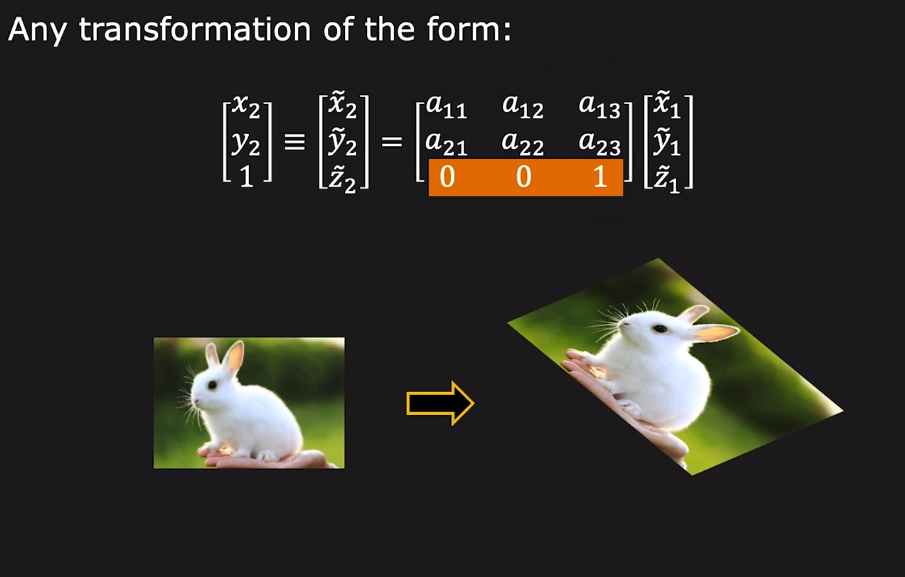 Any transformation of the form:
[x₂ y₂ 1] ≡ [x̃₂ ỹ₂ z̃₂] = [a₁₁ a₁₂ a₁₃; a₂₁ a₂₂ a₂₃; 0 0 1] [x̃₁ ỹ₁ z̃₁]